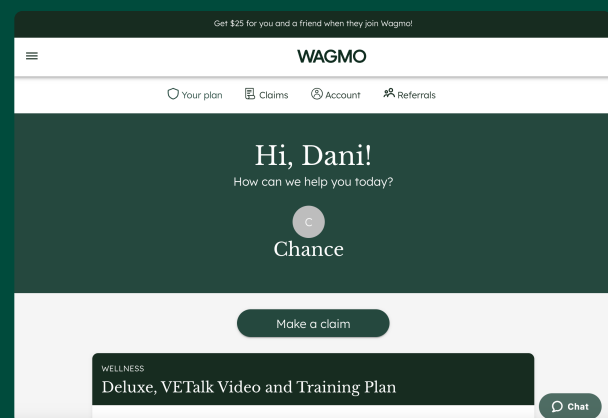 Get $25 for you and a friend when they join Wagmo!
WAGMO
Your plan Claims Account Referrals
Hi, Dani!
How can we help you today?
C
Chance
Make a claim
WELLNESS
Deluxe, VETalk Video and Training Plan
Chat